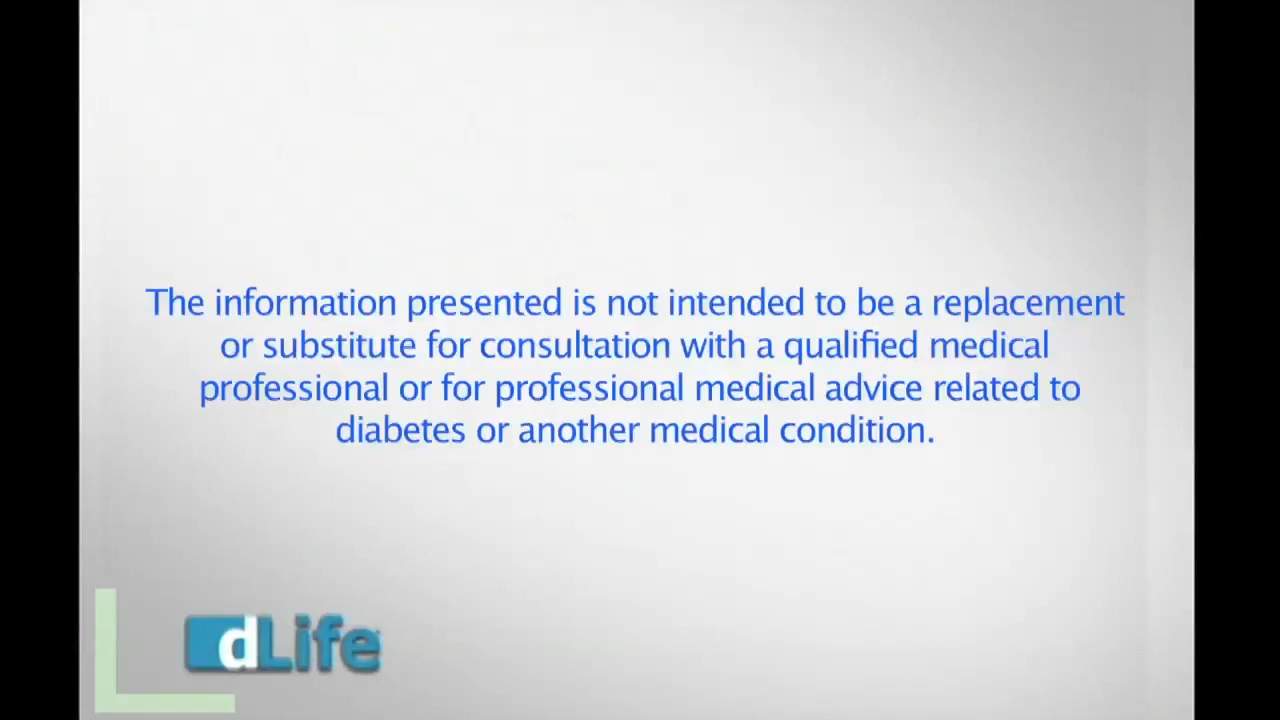 The information presented is not intended to be a replacement
or substitute for consultation with a qualified medical
professional or for professional medical advice related to
diabetes or another medical condition.
dLife